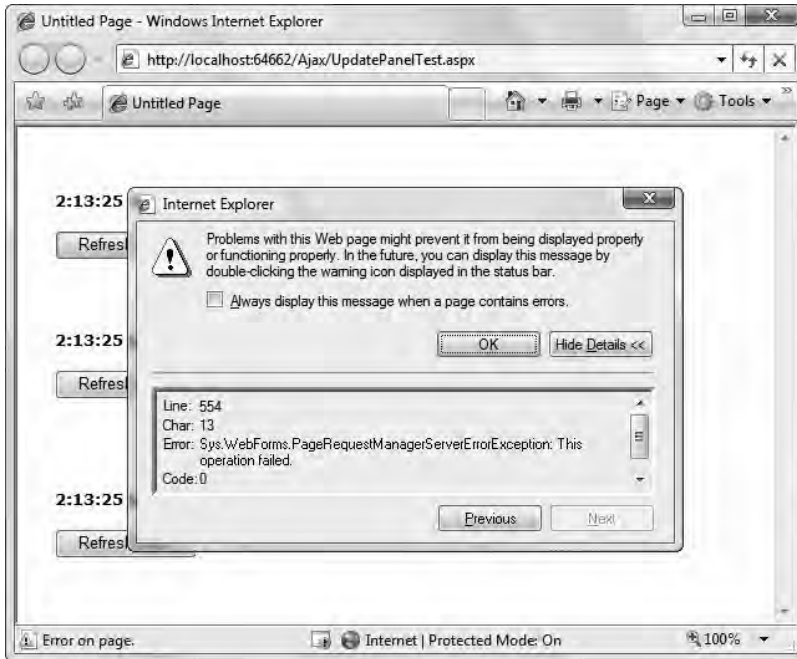 Untitled Page - Windows Internet Explorer
http://localhost:64662/Ajax/UpdatePanelTest.aspx
Untitled Page
Page
Tools
2:13:25
Internet Explorer
Problems with this Web page might prevent it from being displayed properly
or functioning properly. In the future, you can display this message by
double-clicking the warning icon displayed in the status bar.
Refresh
Always display this message when a page contains errors.
2:13:25
OK
Hide Details <<
Refresh
Line: 554
Char: 13
Error: Sys.WebForms.PageRequestManagerServerErrorException: This
operation failed.
Code:0
2:13:25
Previous
Next
Refresh
Error on page.
Internet | Protected Mode: On
100%